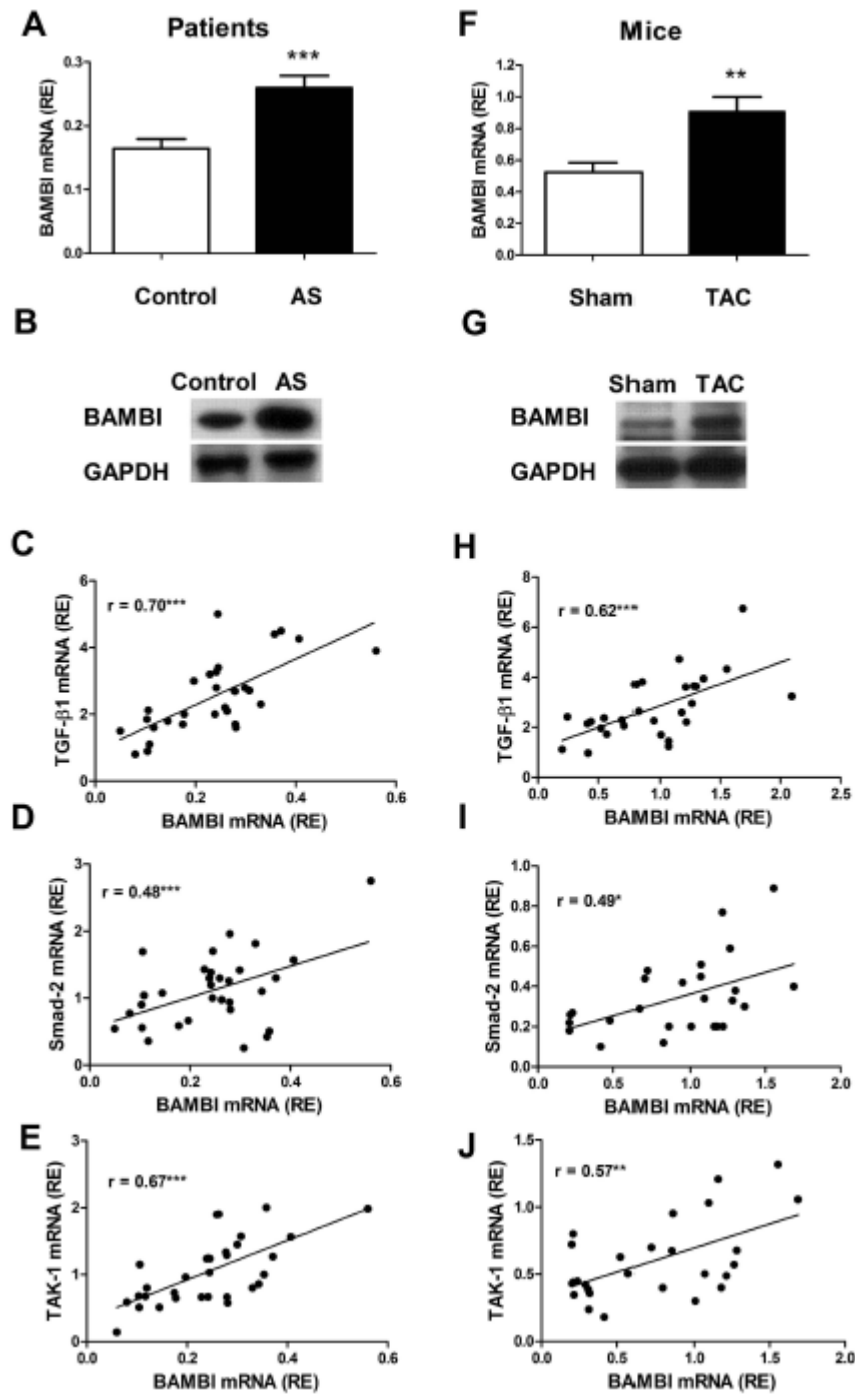 A
Patients
***
BAMBI mRNA (RE)
0.3
0.2
0.1
0.0
Control AS
B
Control AS
BAMBI
GAPDH
C
r = 0.70***
TGF-β1 mRNA (RE)
6
4
2
0
0.0 0.2 0.4 0.6
BAMBI mRNA (RE)
D
r = 0.48***
Smad-2 mRNA (RE)
3
2
1
0
0.0 0.2 0.4 0.6
BAMBI mRNA (RE)
E
r = 0.67***
TAK-1 mRNA (RE)
3
2
1
0
0.0 0.2 0.4 0.6
BAMBI mRNA (RE)
F
Mice
**
BAMBI mRNA (RE)
1.2
1.0
0.8
0.6
0.4
0.2
0.0
Sham TAC
G
Sham TAC
BAMBI
GAPDH
H
r = 0.62***
TGF-β1 mRNA (RE)
8
6
4
2
0
0.0 0.5 1.0 1.5 2.0 2.5
BAMBI mRNA (RE)
I
r = 0.49*
Smad-2 mRNA (RE)
1.0
0.8
0.6
0.4
0.2
0.0
0.0 0.5 1.0 1.5 2.0
BAMBI mRNA (RE)
J
r = 0.57**
TAK-1 mRNA (RE)
1.5
1.0
0.5
0.0
0.0 0.5 1.0 1.5 2.0
BAMBI mRNA (RE)